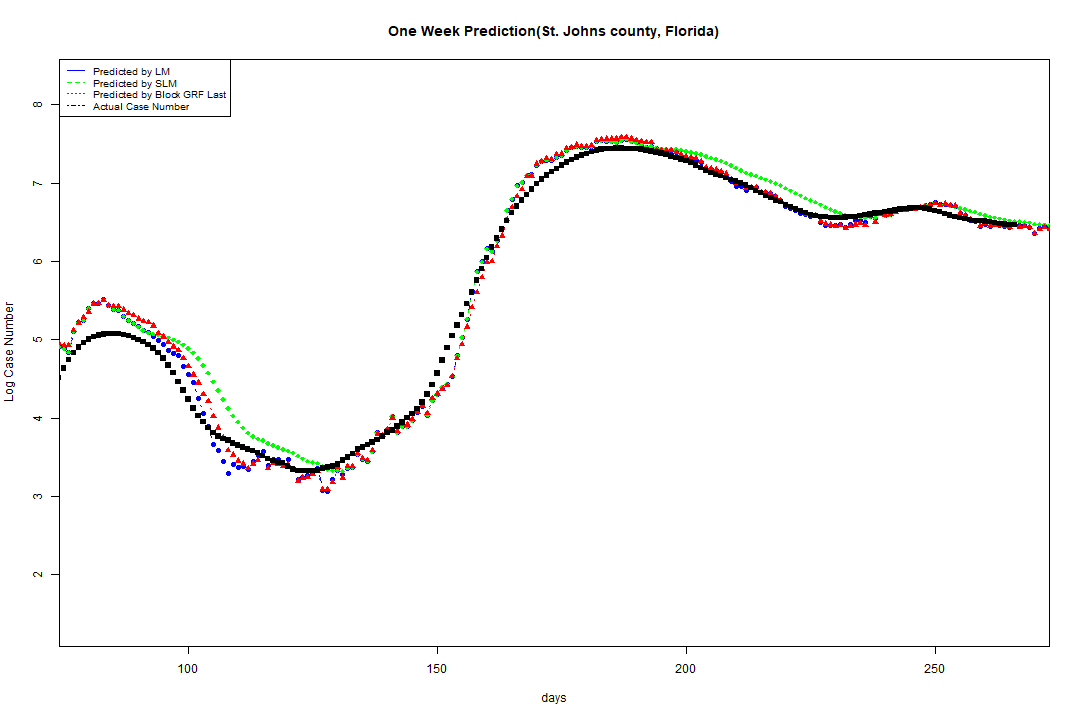 One Week Prediction(St. Johns county, Florida)
Predicted by LM
Predicted by SLM
Predicted by Block GRF Last
Actual Case Number
8
7
6
5
4
3
2
Log Case Number
100
150
200
250
days